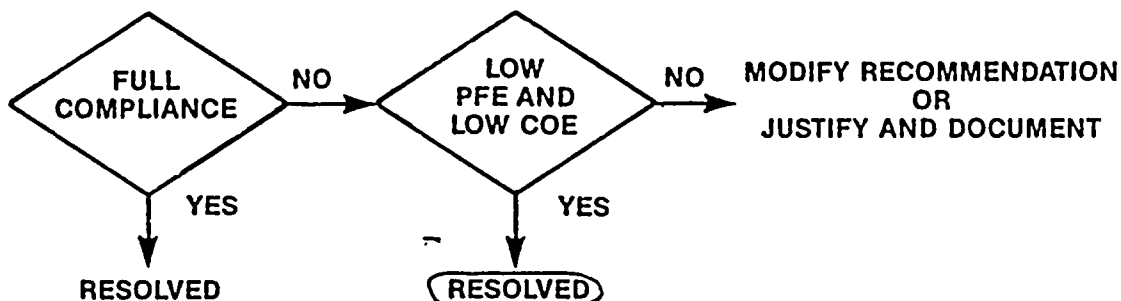 FULL
COMPLIANCE
NO
LOW
PFE AND
LOW COE
NO
MODIFY RECOMMENDATION
OR
JUSTIFY AND DOCUMENT
YES
YES
RESOLVED
RESOLVED